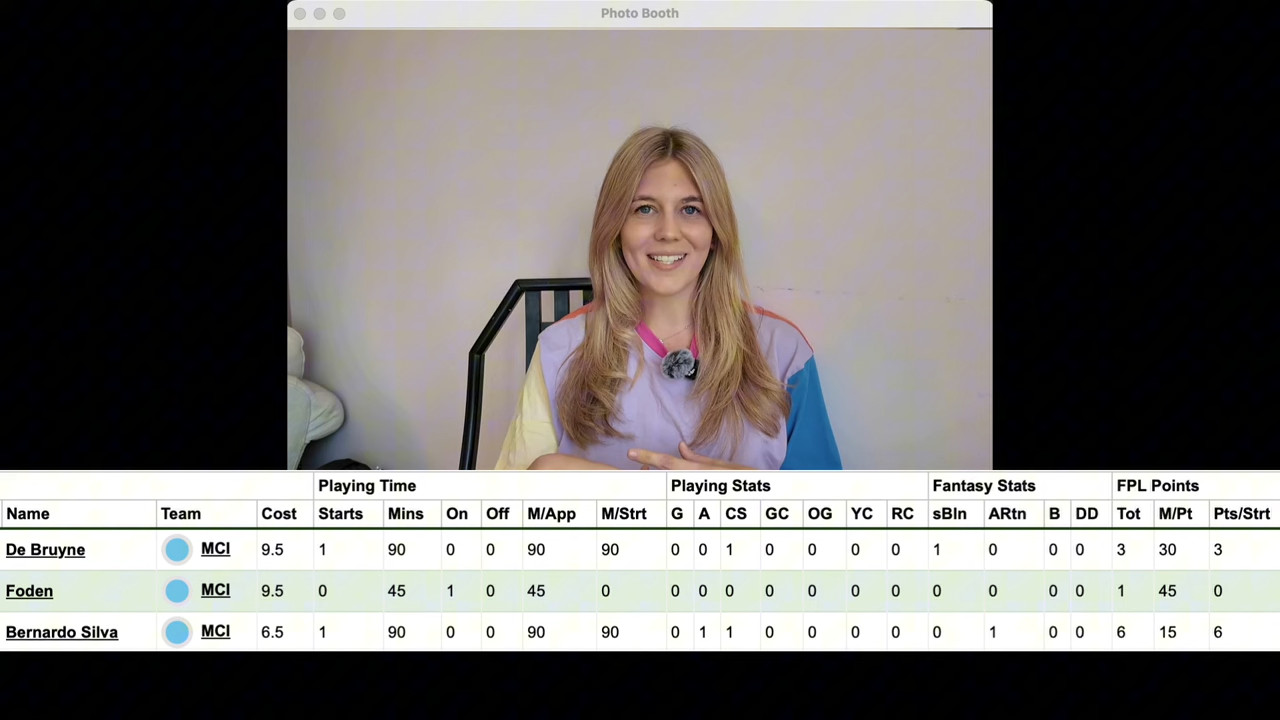 Photo Booth
Playing Time Playing Stats Fantasy Stats FPL Points
Name Team Cost Starts Mins On Off M/App M/Strt G A CS GC OG YC RC sBln ARtn B DD Tot M/Pt Pts/Strt
De Bruyne MCI 9.5 1 90 0 0 90 90 0 0 1 0 0 0 0 1 0 0 0 3 30 3
Foden MCI 9.5 0 45 1 0 45 0 0 0 0 0 0 0 0 0 0 0 0 1 45 0
Bernardo Silva MCI 6.5 1 90 0 0 90 90 0 1 1 0 0 0 0 0 1 0 0 6 15 6